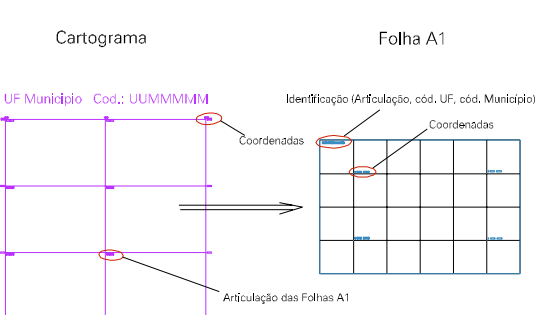 Cartograma
Folha A1
UF Municipio Cod.: UUMMMMM
Identificação (Articulação, cód. UF, cód. Município)
Coordenadas
Coordenadas
Articulação das Folhas A1